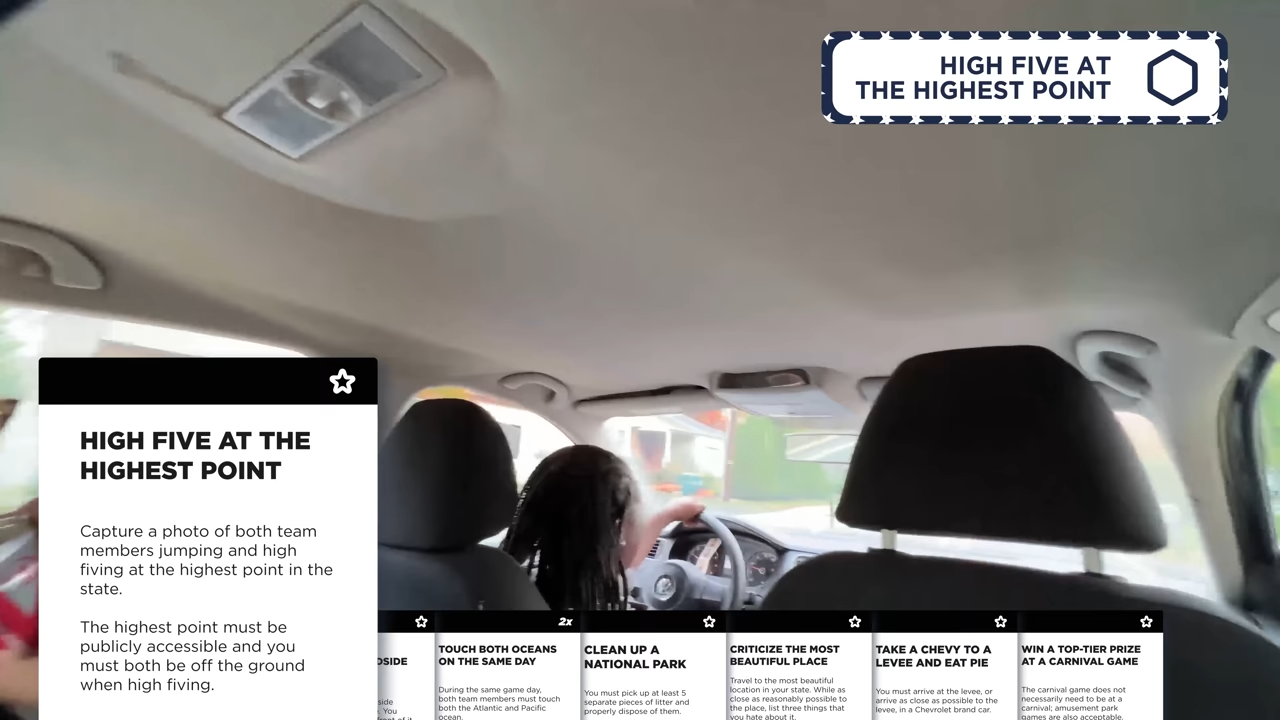 HIGH FIVE AT
THE HIGHEST POINT
HIGH FIVE AT THE
HIGHEST POINT
Capture a photo of both team
members jumping and high
fiving at the highest point in the
state.
The highest point must be
publicly accessible and you
must both be off the ground
when high fiving.
DSIDE
side
. You
front of it
2x
TOUCH BOTH OCEANS
ON THE SAME DAY
During the same game day,
both team members must touch
both the Atlantic and Pacific
ocean.
CLEAN UP A
NATIONAL PARK
You must pick up at least 5
separate pieces of litter and
properly dispose of them.
CRITICIZE THE MOST
BEAUTIFUL PLACE
Travel to the most beautiful
location in your state. While as
close as reasonably possible to
the place, list three things that
you hate about it.
TAKE A CHEVY TO A
LEVEE AND EAT PIE
You must arrive at the levee, or
arrive as close as possible to the
levee, in a Chevrolet brand car.
WIN A TOP-TIER PRIZE
AT A CARNIVAL GAME
The carnival game does not
necessarily need to be at a
carnival; amusement park
games are also acceptable.